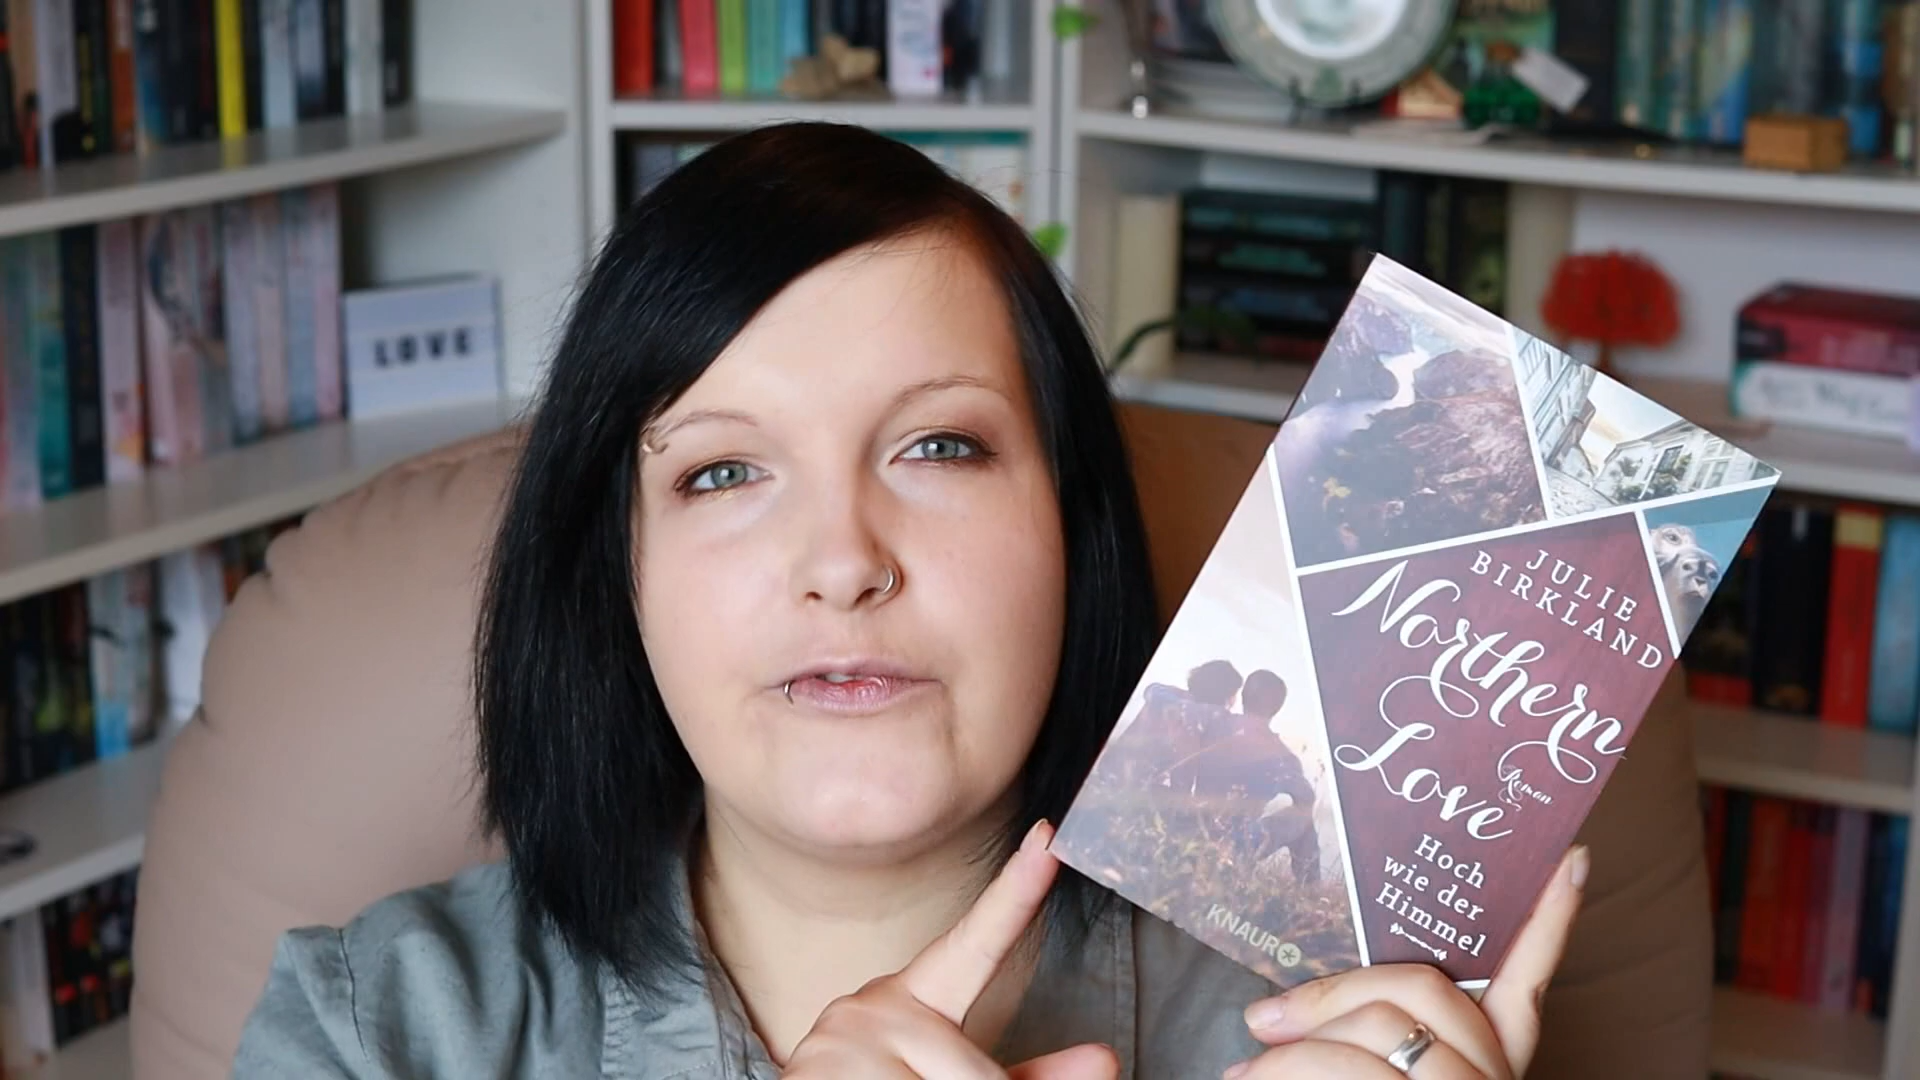 LOVE
JULIE
BIRKLAND
Northern
Love
Roman
Hoch
wie der
Himmel
KNAUR